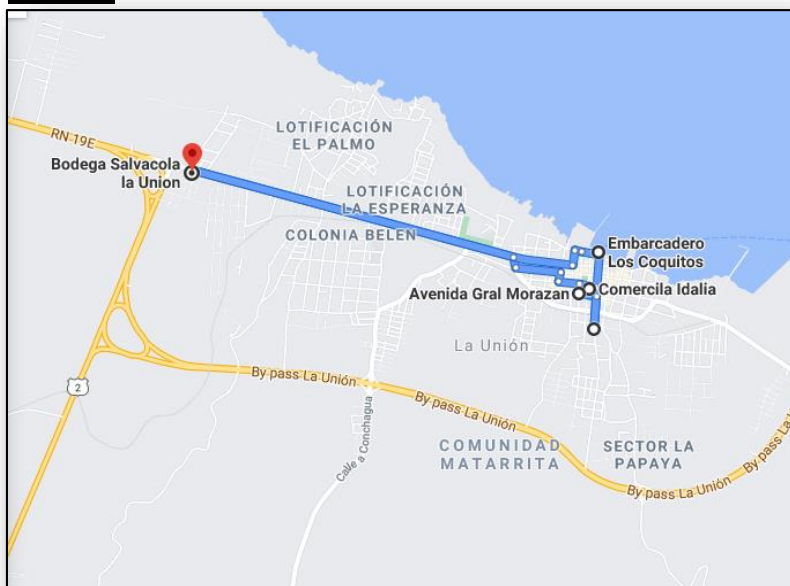 RN 19E
Bodega Salvacola
la Union
LOTIFICACIÓN
EL PALMO
LOTIFICACIÓN
LA ESPERANZA
COLONIA BELEN
Embarcadero
Los Coquitos
Avenida Gral Morazan
Comercila Idalia
La Unión
2
By pass La Unión
By pass La Unión
Calle a Conchagua
COMUNIDAD
MATARRITA
SECTOR LA
PAPAYA
By pass La Unión
By pass